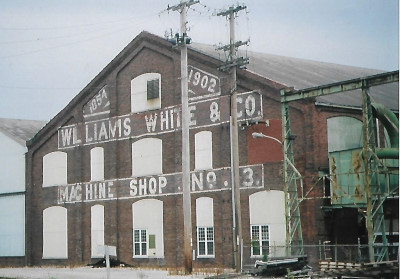 1854 1902
WILLIAMS WHITE & CO.
MACHINE SHOP . NO. 3